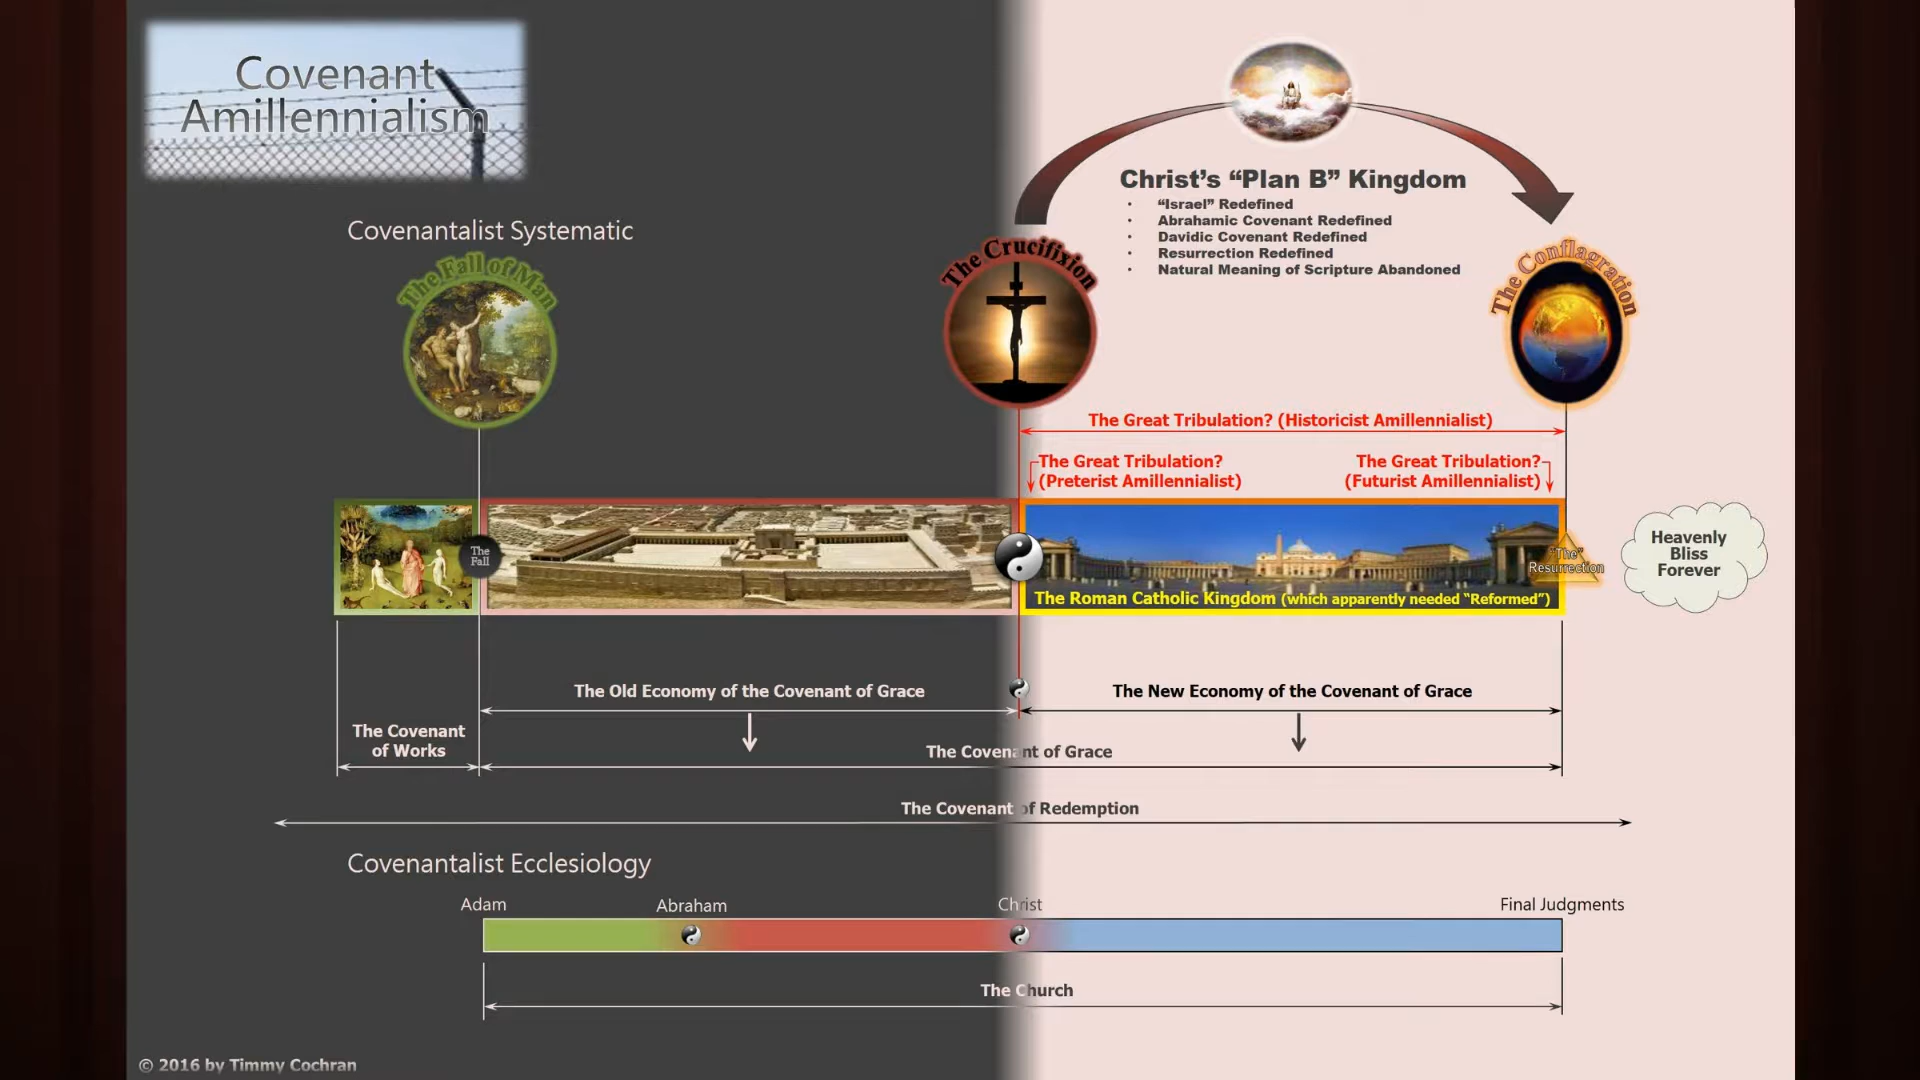 Covenant
Amillennialism
Christ's “Plan B” Kingdom
• “Israel” Redefined
• Abrahamic Covenant Redefined
• Davidic Covenant Redefined
• Resurrection Redefined
• Natural Meaning of Scripture Abandoned
Covenantalist Systematic
The Fall of Man
The Crucifixion
The Conflagration
The Great Tribulation? (Historicist Amillennialist)
The Great Tribulation?
(Preterist Amillennialist)
The Great Tribulation?
(Futurist Amillennialist)
The
Fall
“The”
Resurrection
Heavenly
Bliss
Forever
The Roman Catholic Kingdom (which apparently needed “Reformed”)
The Old Economy of the Covenant of Grace
The New Economy of the Covenant of Grace
The Covenant
of Works
The Covenant of Grace
The Covenant of Redemption
Covenantalist Ecclesiology
Adam
Abraham
Christ
Final Judgments
The Church
© 2016 by Timmy Cochran